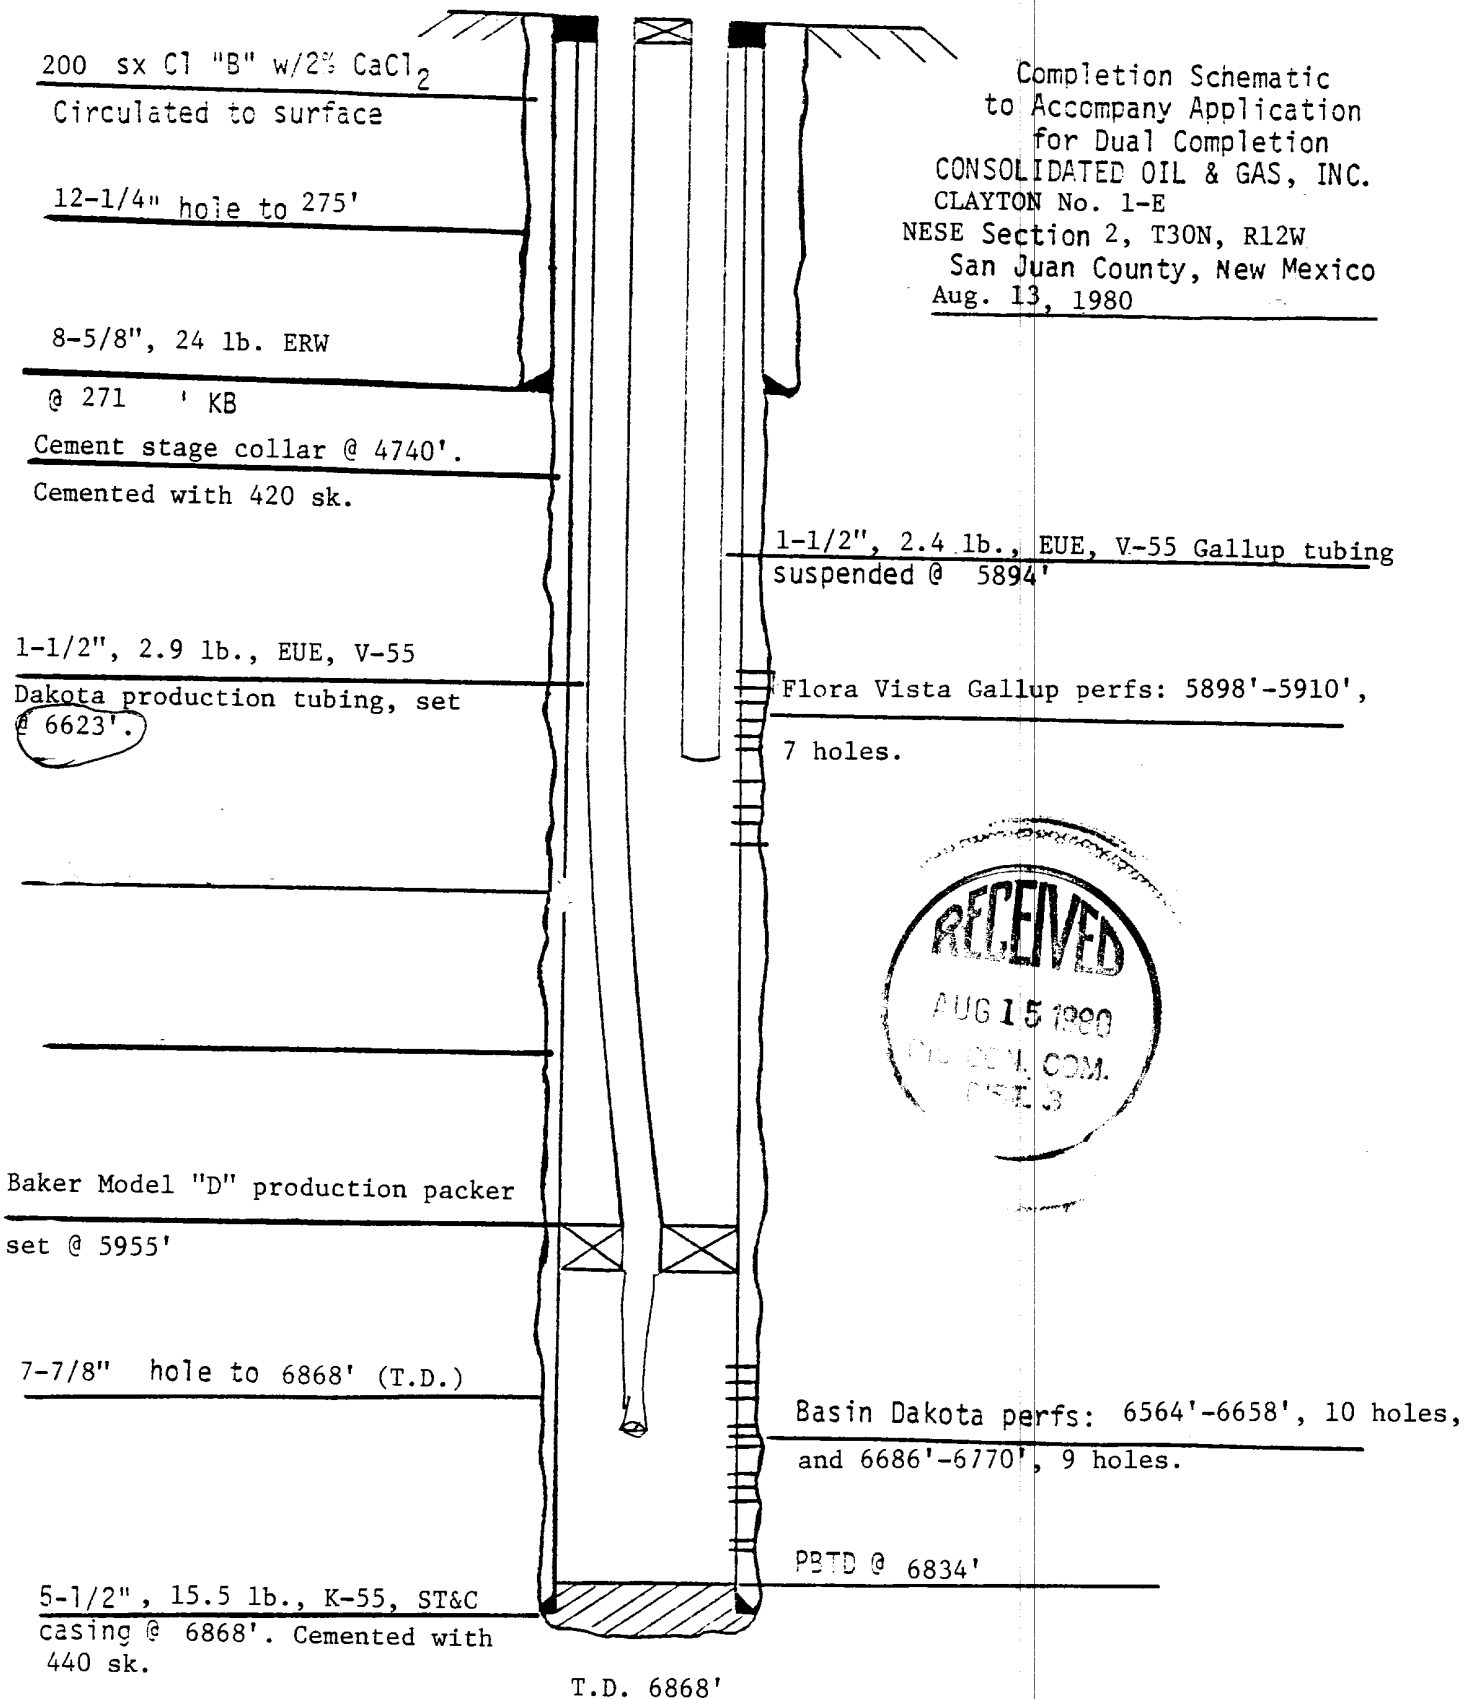 200 sx Cl "B" w/2% CaCl2
Circulated to surface
12-1/4" hole to 275'
8-5/8", 24 lb. ERW
@ 271 ' KB
Cement stage collar @ 4740'.
Cemented with 420 sk.
1-1/2", 2.9 lb., EUE, V-55
Dakota production tubing, set
@ 6623'.
Baker Model "D" production packer
set @ 5955'
7-7/8" hole to 6868' (T.D.)
5-1/2", 15.5 lb., K-55, ST&C
casing @ 6868'. Cemented with
440 sk.
T.D. 6868'
Completion Schematic
to Accompany Application
for Dual Completion
CONSOLIDATED OIL & GAS, INC.
CLAYTON No. 1-E
NESE Section 2, T30N, R12W
San Juan County, New Mexico
Aug. 13, 1980
1-1/2", 2.4 lb., EUE, V-55 Gallup tubing
suspended @ 5894'
Flora Vista Gallup perfs: 5898'-5910',
7 holes.
RECEIVED
AUG 15 1980
CON. COM.
3
Basin Dakota perfs: 6564'-6658', 10 holes,
and 6686'-6770', 9 holes.
PBTD @ 6834'